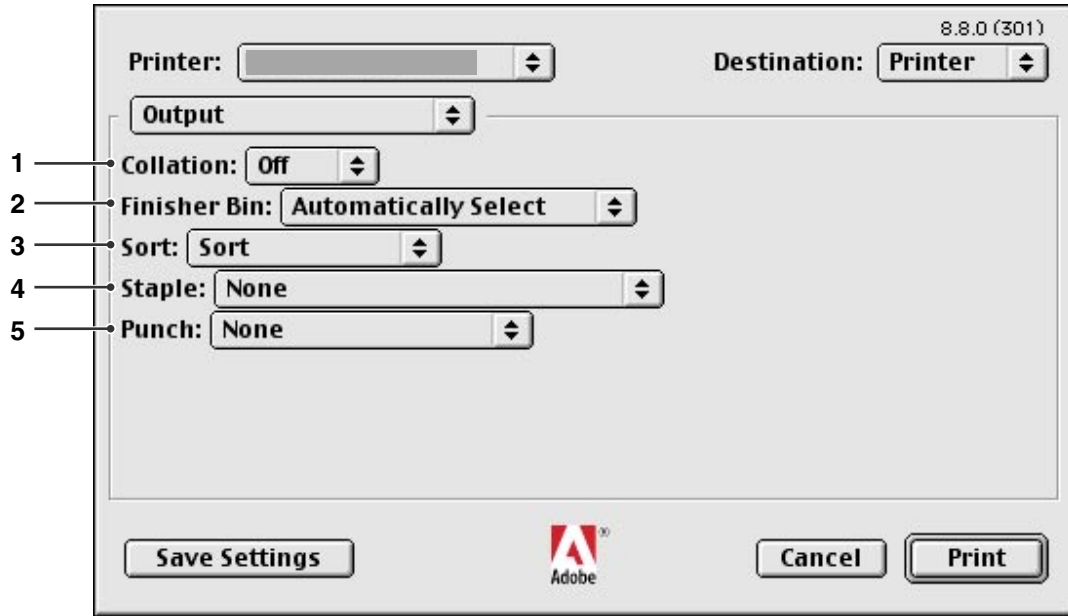 8.8.0 (301)
Printer: Destination: Printer
Output
1 Collation: Off
2 Finisher Bin: Automatically Select
3 Sort: Sort
4 Staple: None
5 Punch: None
Save Settings Adobe® Cancel Print